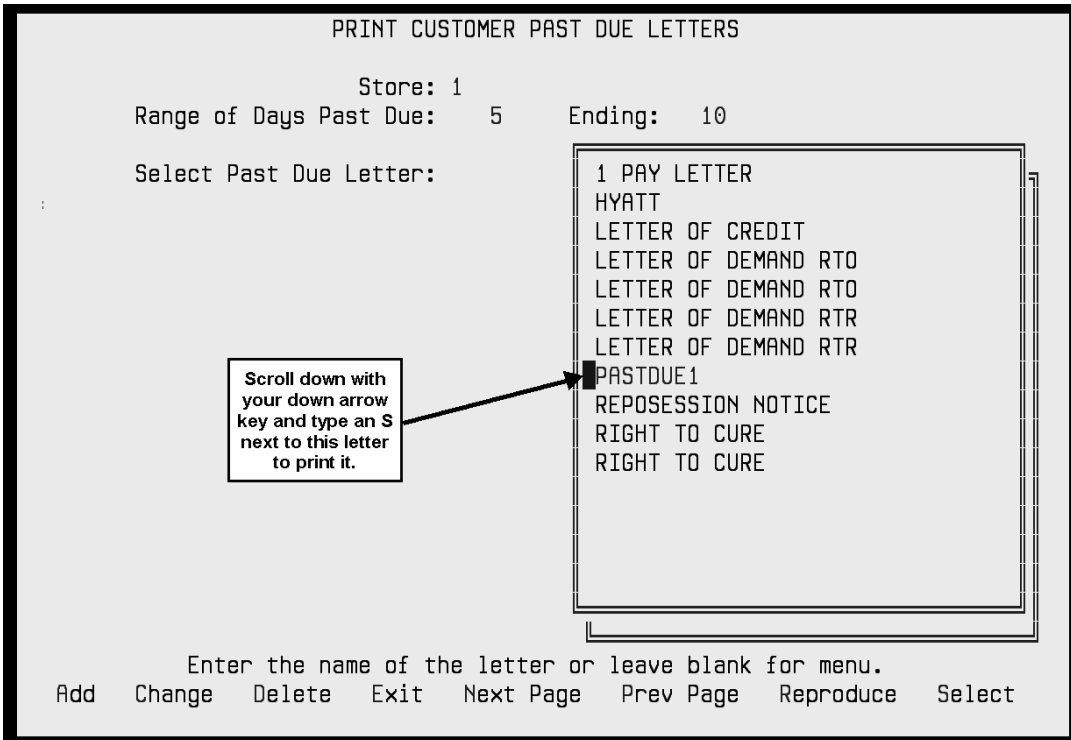 PRINT CUSTOMER PAST DUE LETTERS
Store: 1
Range of Days Past Due: 5 Ending: 10
Select Past Due Letter:
1 PAY LETTER
HYATT
LETTER OF CREDIT
LETTER OF DEMAND RTO
LETTER OF DEMAND RTO
LETTER OF DEMAND RTR
LETTER OF DEMAND RTR
PASTDUE1
REPOSESSION NOTICE
RIGHT TO CURE
RIGHT TO CURE
Scroll down with
your down arrow
key and type an S
next to this letter
to print it.
Enter the name of the letter or leave blank for menu.
Add Change Delete Exit Next Page Prev Page Reproduce Select